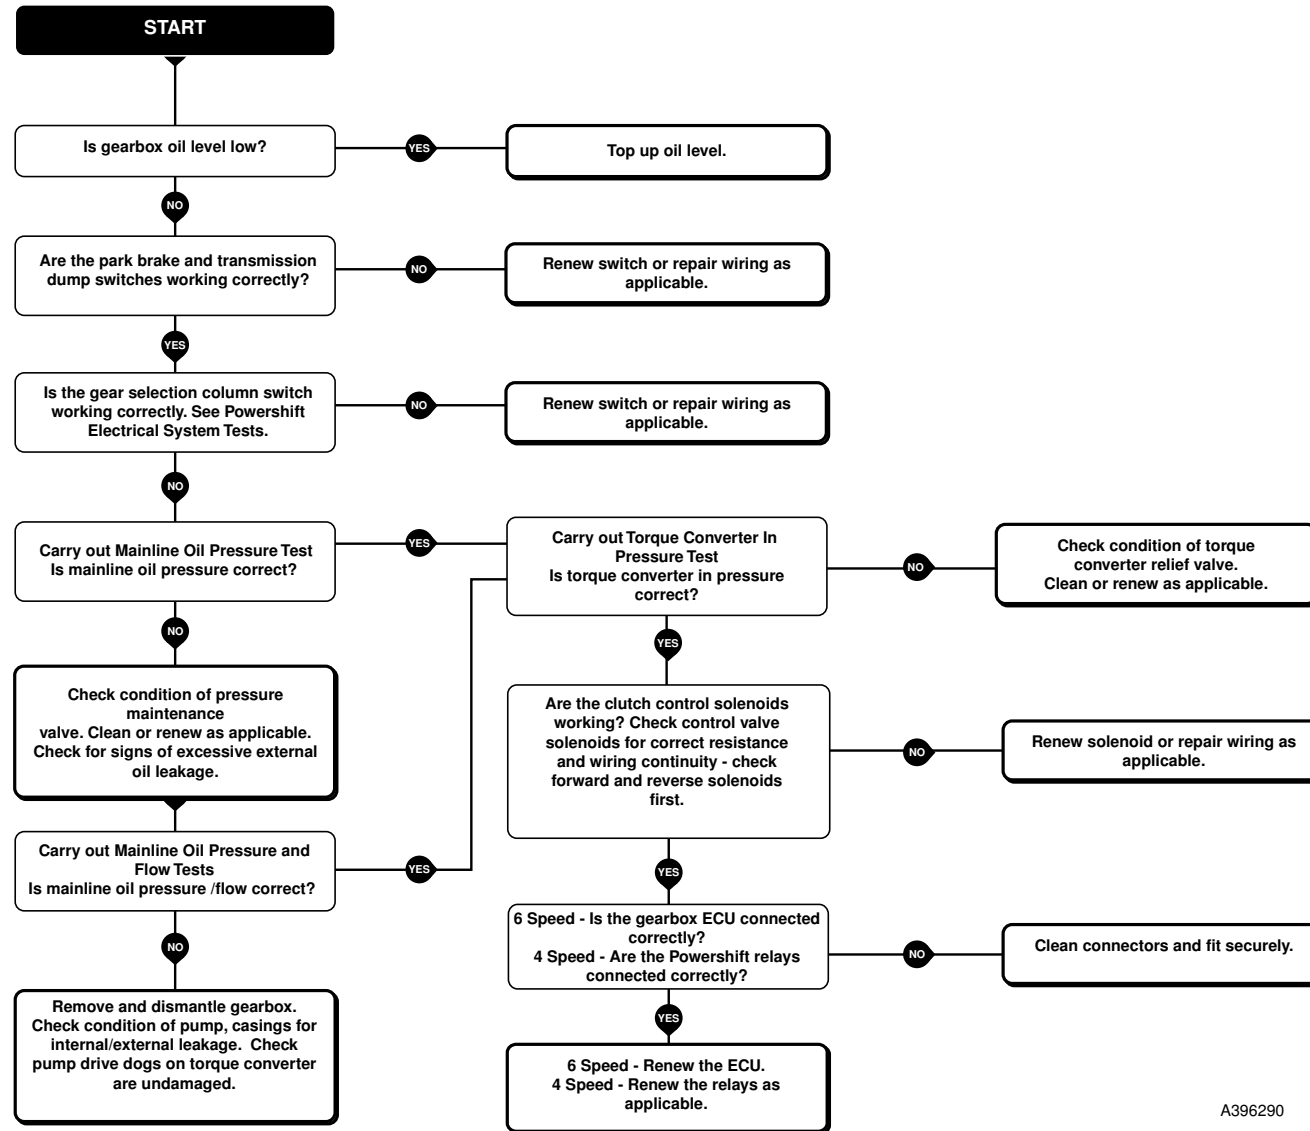 START
Is gearbox oil level low?
YES
Top up oil level.
NO
Are the park brake and transmission
dump switches working correctly?
NO
Renew switch or repair wiring as
applicable.
YES
Is the gear selection column switch
working correctly. See Powershift
Electrical System Tests.
NO
Renew switch or repair wiring as
applicable.
NO
Carry out Mainline Oil Pressure Test
Is mainline oil pressure correct?
YES
Carry out Torque Converter In
Pressure Test
Is torque converter in pressure
correct?
NO
Check condition of torque
converter relief valve.
Clean or renew as applicable.
NO
Check condition of pressure
maintenance
valve. Clean or renew as applicable.
Check for signs of excessive external
oil leakage.
YES
Are the clutch control solenoids
working? Check control valve
solenoids for correct resistance
and wiring continuity - check
forward and reverse solenoids
first.
NO
Renew solenoid or repair wiring as
applicable.
Carry out Mainline Oil Pressure and
Flow Tests
Is mainline oil pressure /flow correct?
YES
YES
6 Speed - Is the gearbox ECU connected
correctly?
4 Speed - Are the Powershift relays
connected correctly?
NO
Clean connectors and fit securely.
NO
Remove and dismantle gearbox.
Check condition of pump, casings for
internal/external leakage. Check
pump drive dogs on torque converter
are undamaged.
YES
6 Speed - Renew the ECU.
4 Speed - Renew the relays as
applicable.
A396290